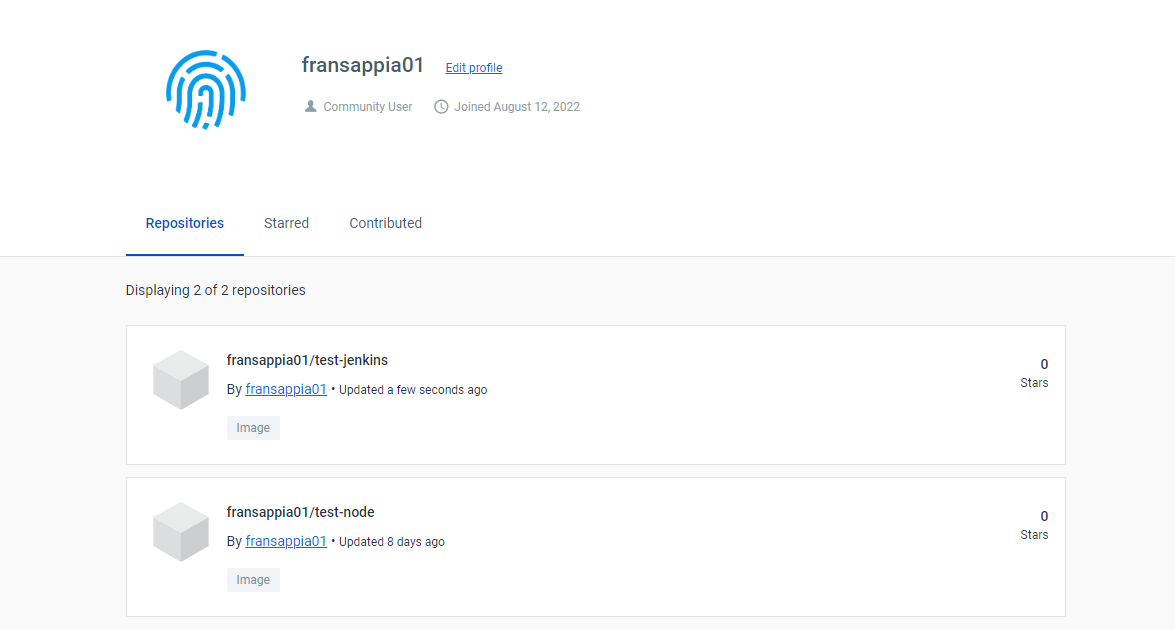 fransappia01 Edit profile
Community User Joined August 12, 2022
Repositories Starred Contributed
Displaying 2 of 2 repositories
fransappia01/test-jenkins
0
Stars
By fransappia01 • Updated a few seconds ago
Image
fransappia01/test-node
0
Stars
By fransappia01 • Updated 8 days ago
Image